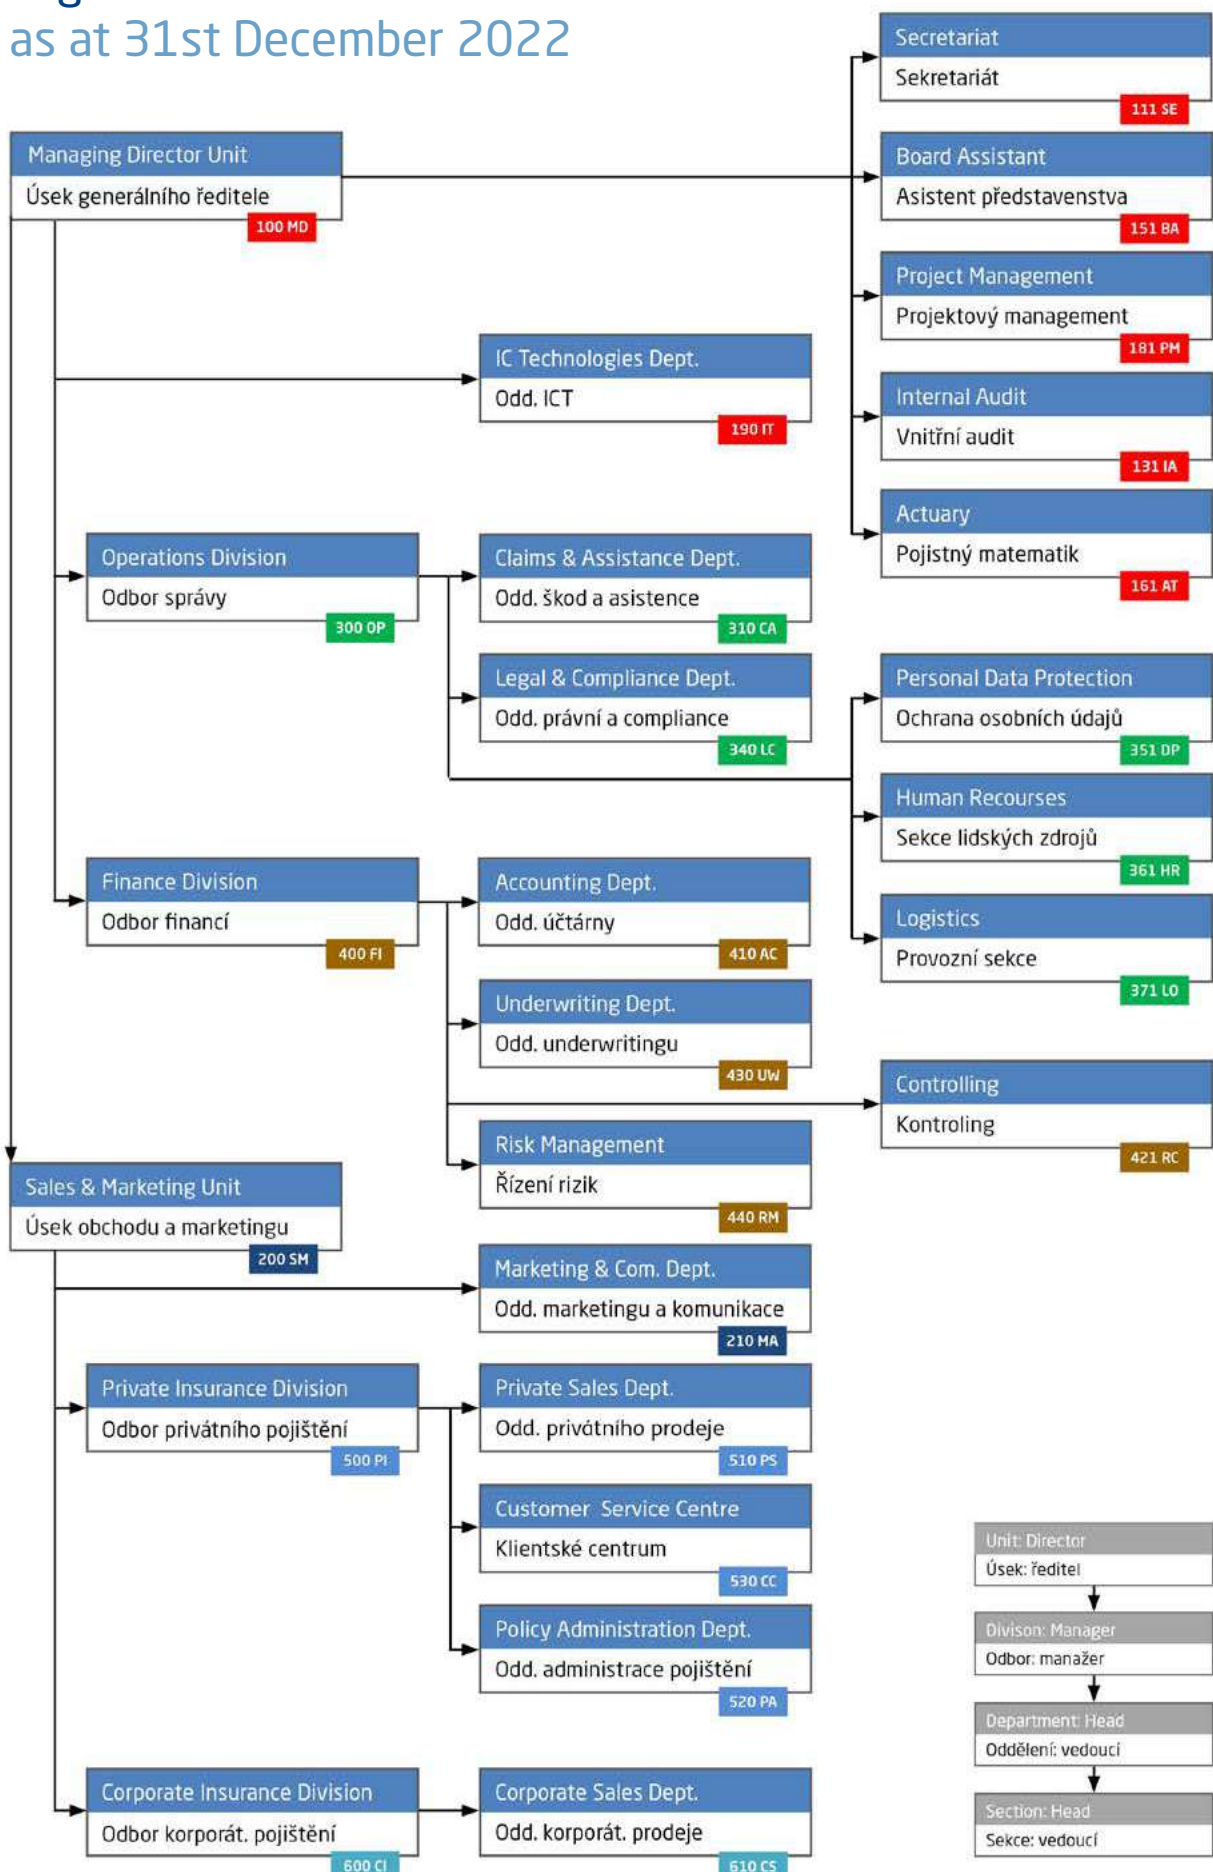 as at 31st December 2022
Secretariat
Sekretariát
111 SE
Managing Director Unit
Úsek generálního ředitele
100 MD
Board Assistant
Asistent představenstva
151 BA
Project Management
Projektový management
181 PM
IC Technologies Dept.
Odd. ICT
190 IT
Internal Audit
Vnitřní audit
131 IA
Actuary
Pojistný matematik
161 AT
Operations Division
Odbor správy
300 OP
Claims & Assistance Dept.
Odd. škod a asistence
310 CA
Legal & Compliance Dept.
Odd. právní a compliance
340 LC
Personal Data Protection
Ochrana osobních údajů
351 DP
Human Recourses
Sekce lidských zdrojů
361 HR
Logistics
Provozní sekce
371 LO
Finance Division
Odbor financí
400 FI
Accounting Dept.
Odd. účtárny
410 AC
Underwriting Dept.
Odd. underwritingu
430 UW
Controlling
Kontroling
421 RC
Risk Management
Řízení rizik
440 RM
Sales & Marketing Unit
Úsek obchodu a marketingu
200 SM
Marketing & Com. Dept.
Odd. marketingu a komunikace
210 MA
Private Insurance Division
Odbor privátního pojištění
500 PI
Private Sales Dept.
Odd. privátního prodeje
510 PS
Customer Service Centre
Klientské centrum
530 CC
Policy Administration Dept.
Odd. administrace pojištění
520 PA
Corporate Insurance Division
Odbor korporát. pojištění
600 CI
Corporate Sales Dept.
Odd. korporát. prodeje
610 CS
Unit: Director
Úsek: ředitel
Divison: Manager
Odbor: manažer
Department: Head
Oddělení: vedoucí
Section: Head
Sekce: vedoucí